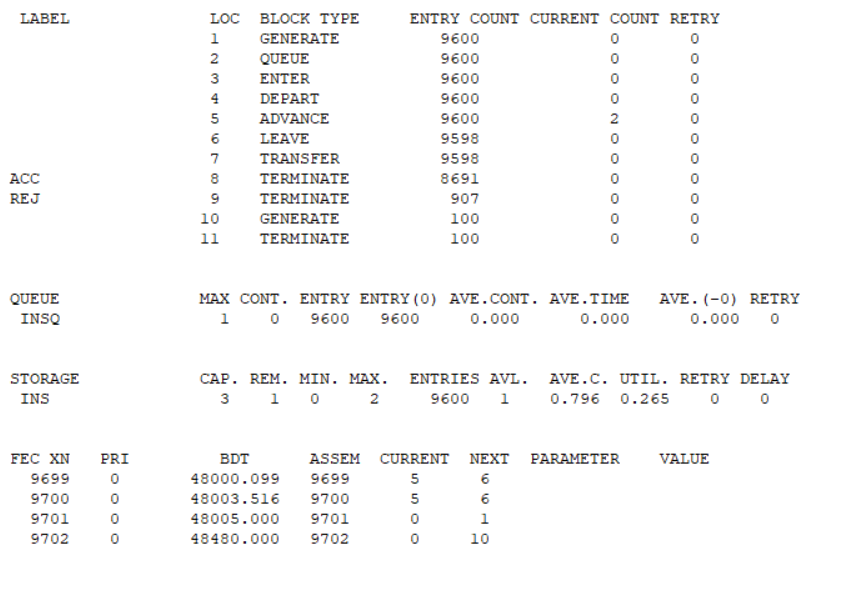 LABEL LOC BLOCK TYPE ENTRY COUNT CURRENT COUNT RETRY
1 GENERATE 9600 0 0
2 QUEUE 9600 0 0
3 ENTER 9600 0 0
4 DEPART 9600 0 0
5 ADVANCE 9600 2 0
6 LEAVE 9598 0 0
7 TRANSFER 9598 0 0
ACC 8 TERMINATE 8691 0 0
REJ 9 TERMINATE 907 0 0
10 GENERATE 100 0 0
11 TERMINATE 100 0 0
QUEUE MAX CONT. ENTRY ENTRY(0) AVE.CONT. AVE.TIME AVE.(-0) RETRY
INSQ 1 0 9600 9600 0.000 0.000 0.000 0
STORAGE CAP. REM. MIN. MAX. ENTRIES AVL. AVE.C. UTIL. RETRY DELAY
INS 3 1 0 2 9600 1 0.796 0.265 0 0
FEC XN PRI BDT ASSEM CURRENT NEXT PARAMETER VALUE
9699 0 48000.099 9699 5 6
9700 0 48003.516 9700 5 6
9701 0 48005.000 9701 0 1
9702 0 48480.000 9702 0 10